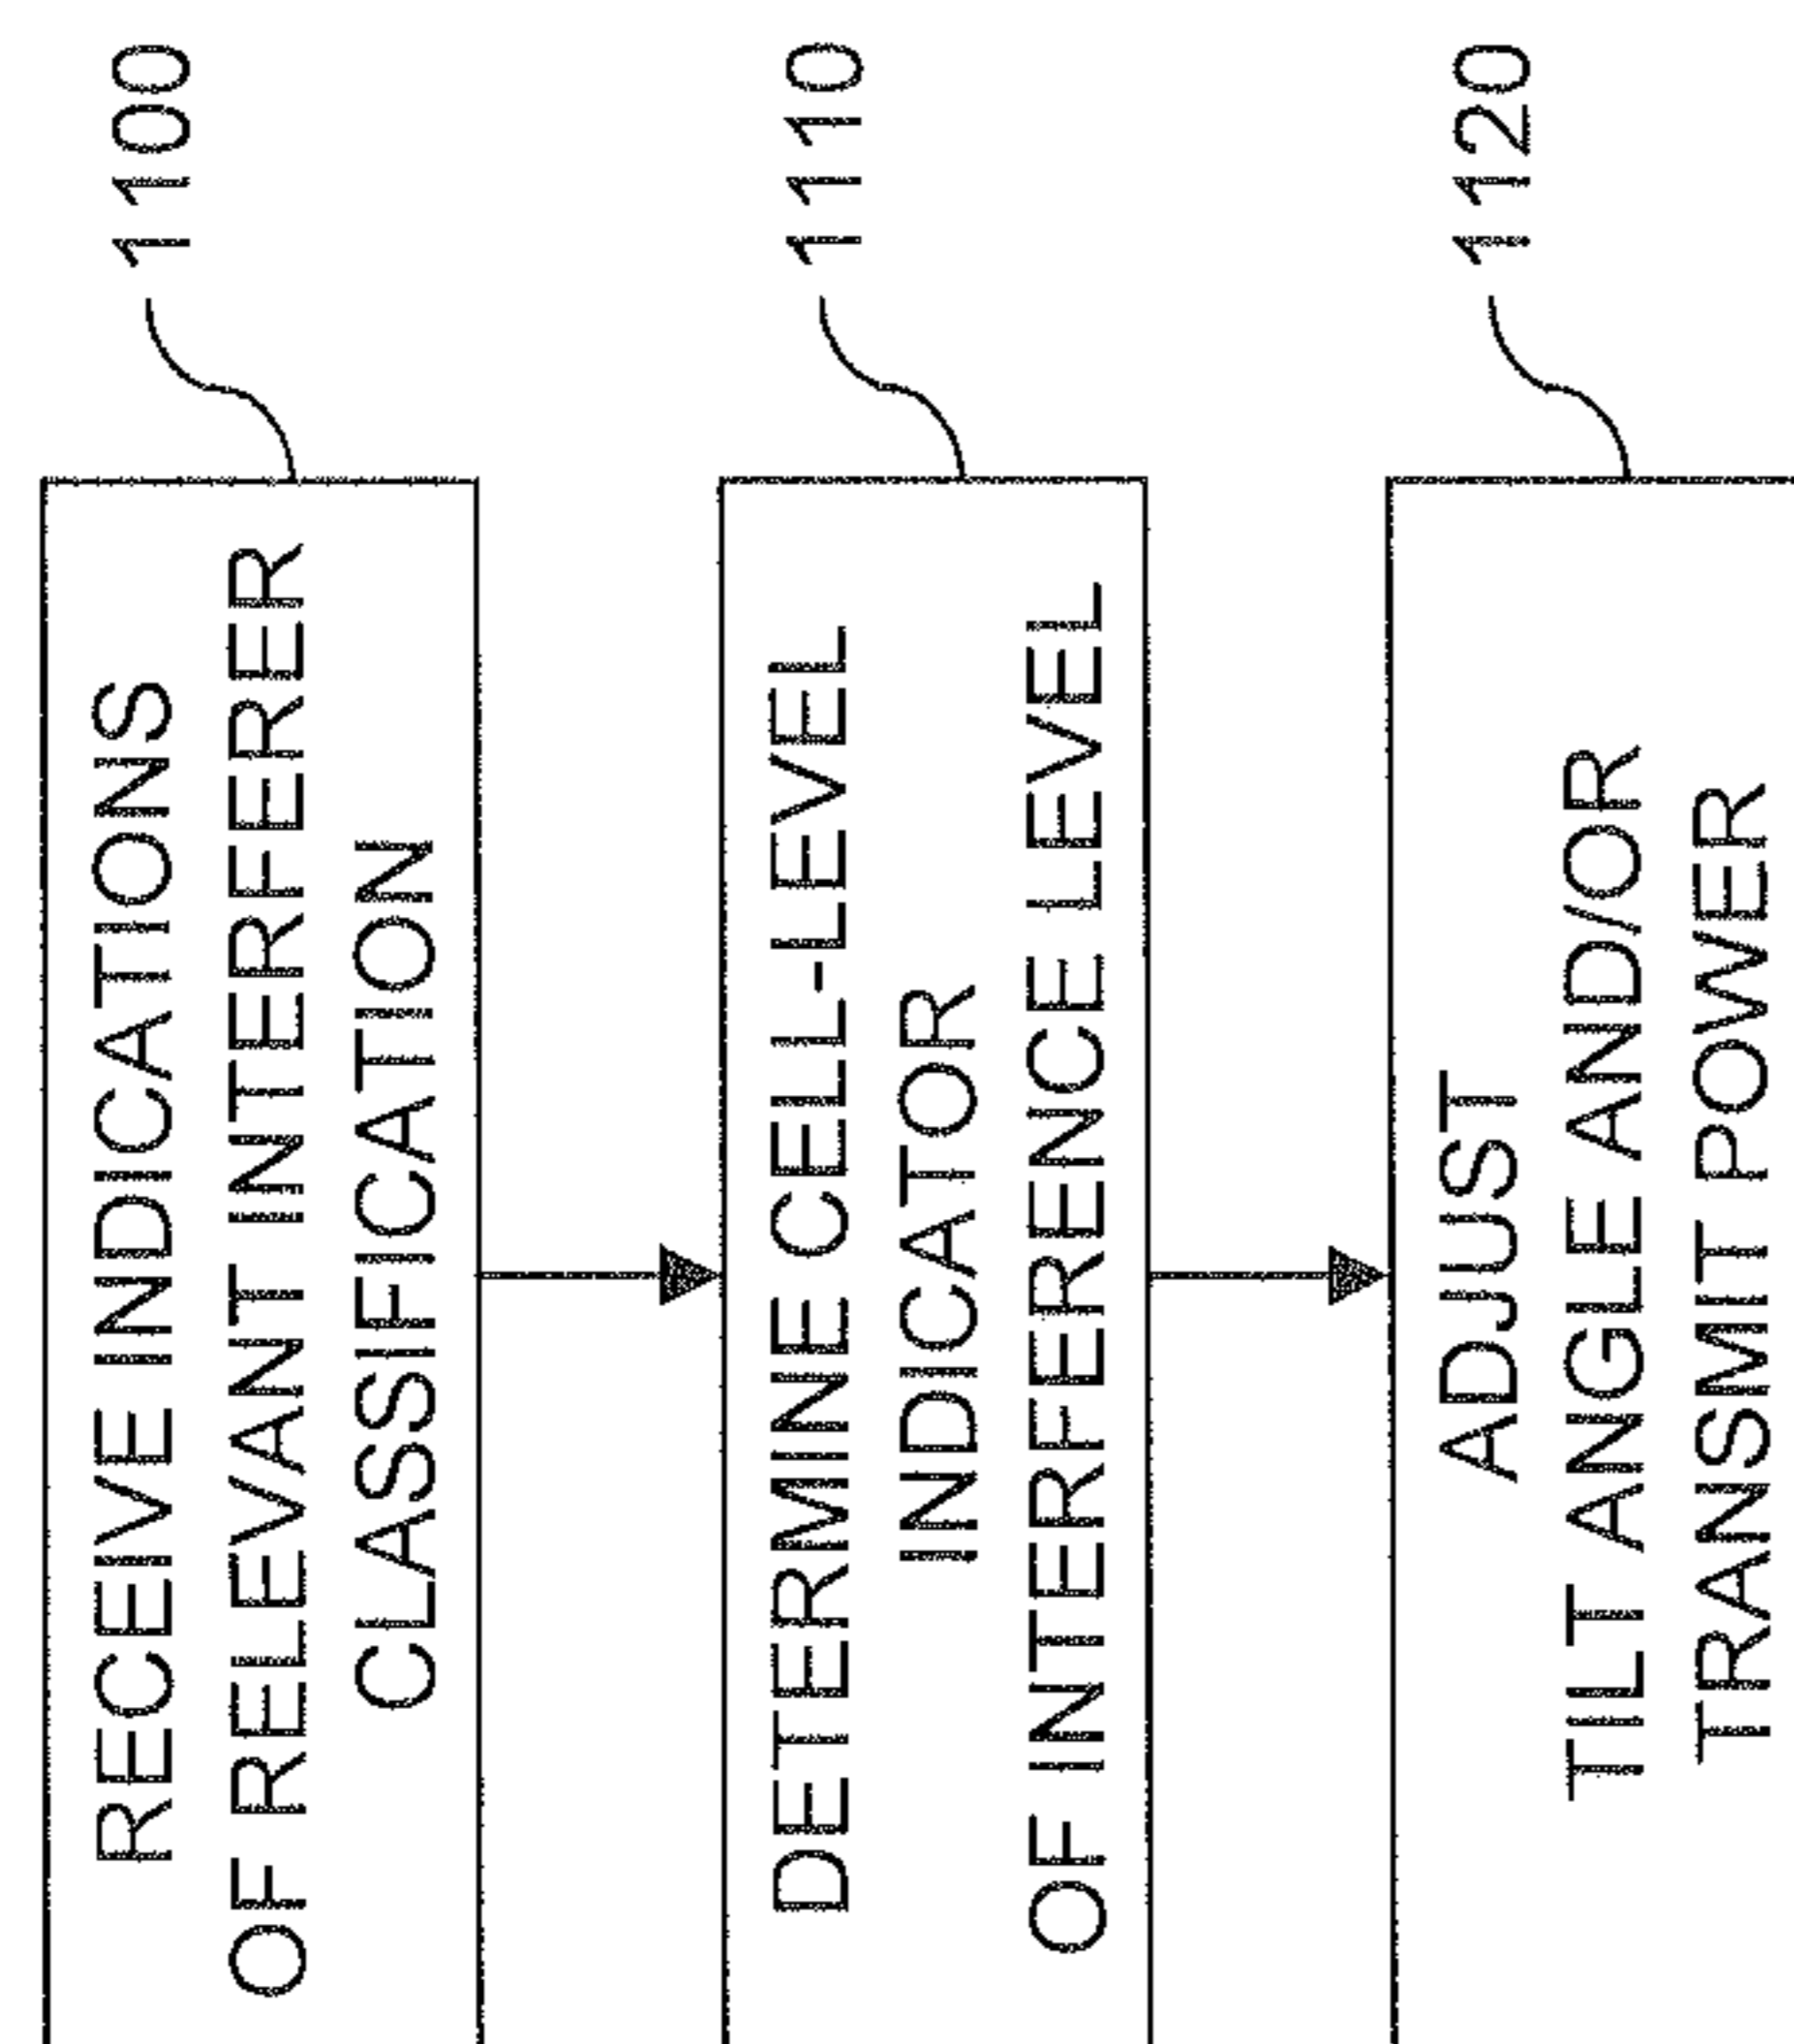 RECEIVE INDICATIONS
OF RELEVANT INTERFERER
CLASSIFICATION
1100
DETERMINE CELL-LEVEL
INDICATOR
OF INTERFERENCE LEVEL
1110
ADJUST
TILT ANGLE AND/OR
TRANSMIT POWER
1120